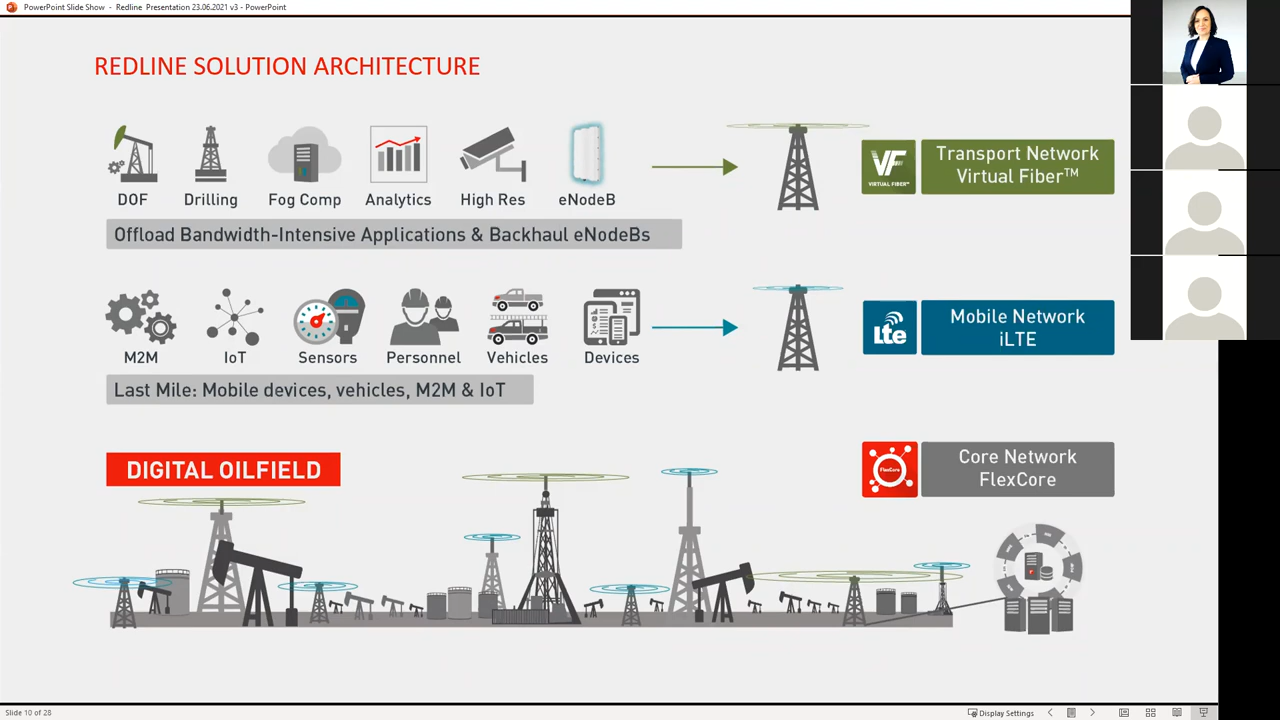 PowerPoint Slide Show - Redline Presentation 23.06.2021 v3 - PowerPoint
REDLINE SOLUTION ARCHITECTURE
DOF
Drilling
Fog Comp
Analytics
High Res
eNodeB
VF
VIRTUAL FIBER™
Transport Network
Virtual Fiber™
Offload Bandwidth-Intensive Applications & Backhaul eNodeBs
M2M
IoT
Sensors
Personnel
Vehicles
Devices
Lte
Mobile Network
iLTE
Last Mile: Mobile devices, vehicles, M2M & IoT
DIGITAL OILFIELD
FlexCore
Core Network
FlexCore
Slide 10 of 28
Display Settings